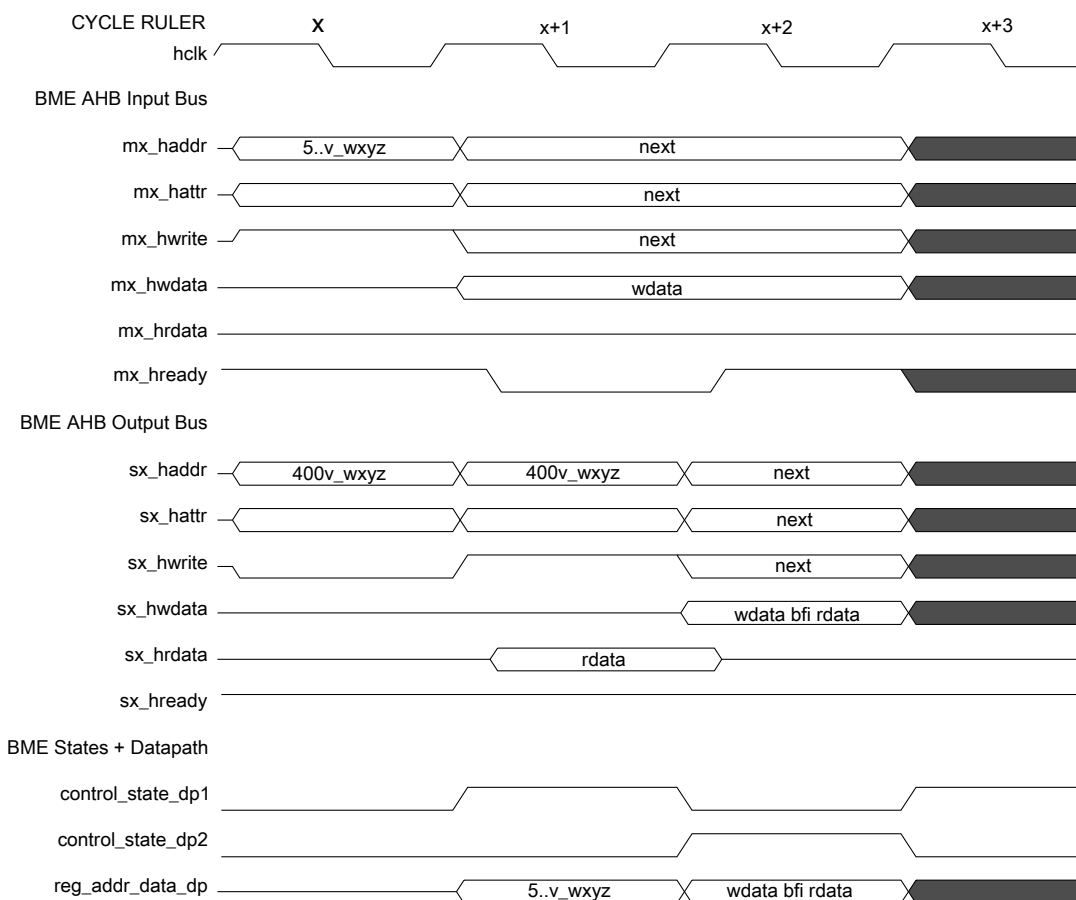 CYCLE RULER x x+1 x+2 x+3
hclk
BME AHB Input Bus
mx_haddr 5..v_wxyz next
mx_hattr next
mx_hwrite next
mx_hwdata wdata
mx_hrdata
mx_hready
BME AHB Output Bus
sx_haddr 400v_wxyz 400v_wxyz next
sx_hattr next
sx_hwrite next
sx_hwdata wdata bfi rdata
sx_hrdata rdata
sx_hready
BME States + Datapath
control_state_dp1
control_state_dp2
reg_addr_data_dp 5..v_wxyz wdata bfi rdata